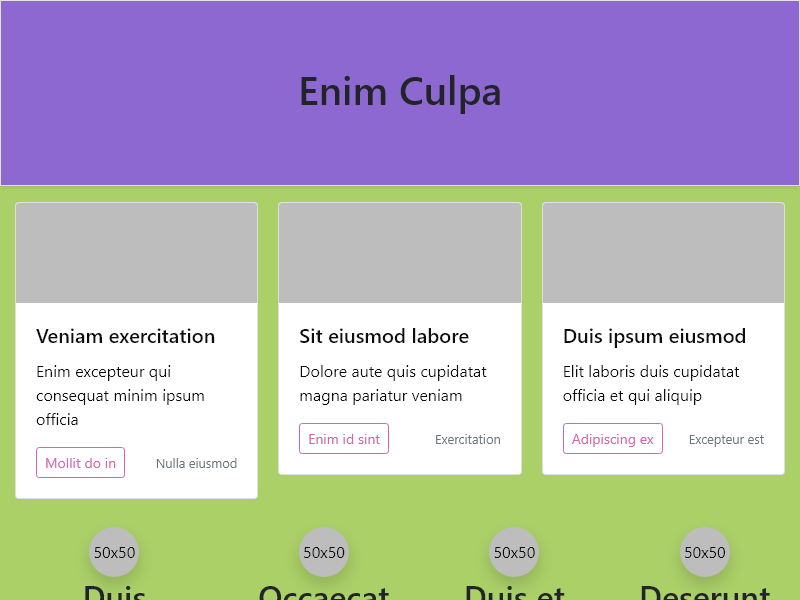 Enim Culpa
Veniam exercitation
Enim excepteur qui
consequat minim ipsum
officia
Mollit do in
Nulla eiusmod
Sit eiusmod labore
Dolore aute quis cupidatat
magna pariatur veniam
Enim id sint
Exercitation
Duis ipsum eiusmod
Elit laboris duis cupidatat
officia et qui aliquip
Adipiscing ex
Excepteur est
50x50
50x50
50x50
50x50
Duis
Occaecat
Duis et
Deserunt